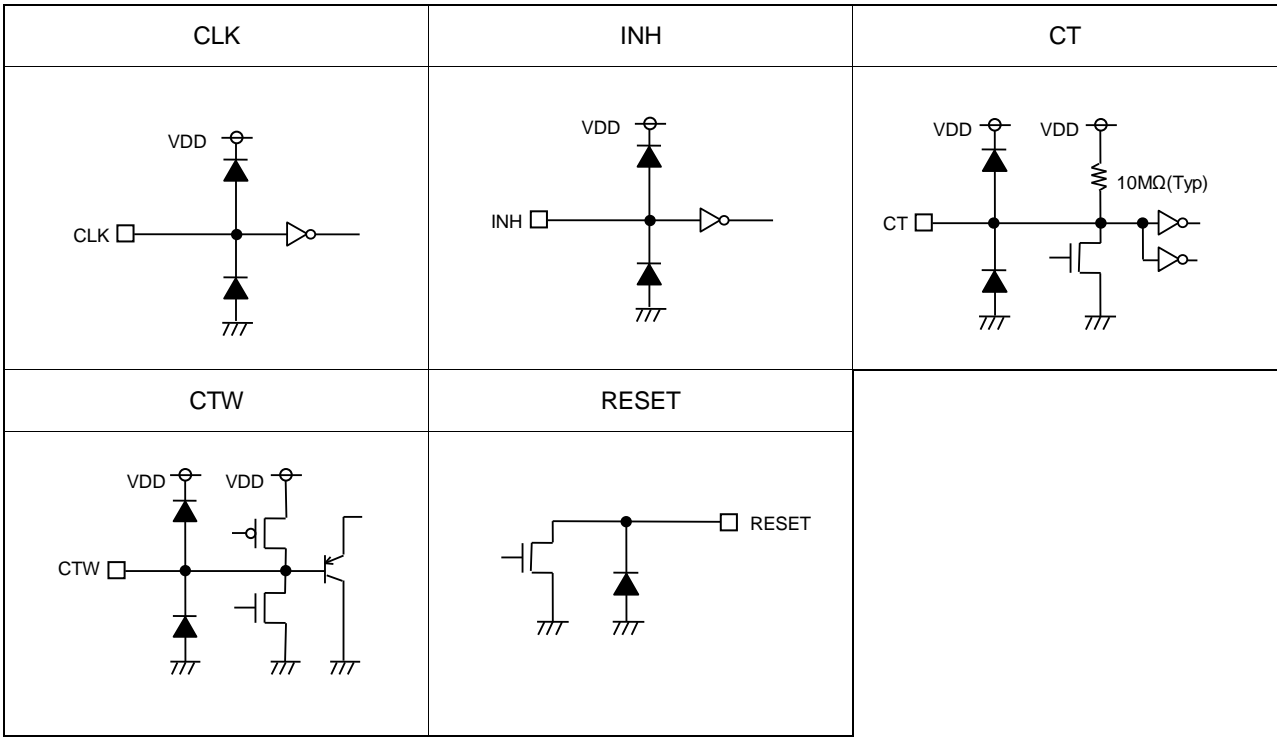 CLK
INH
CT
VDD
CLK
VDD
INH
VDD
VDD
10MΩ(Typ)
CT
CTW
RESET
VDD
VDD
CTW
RESET